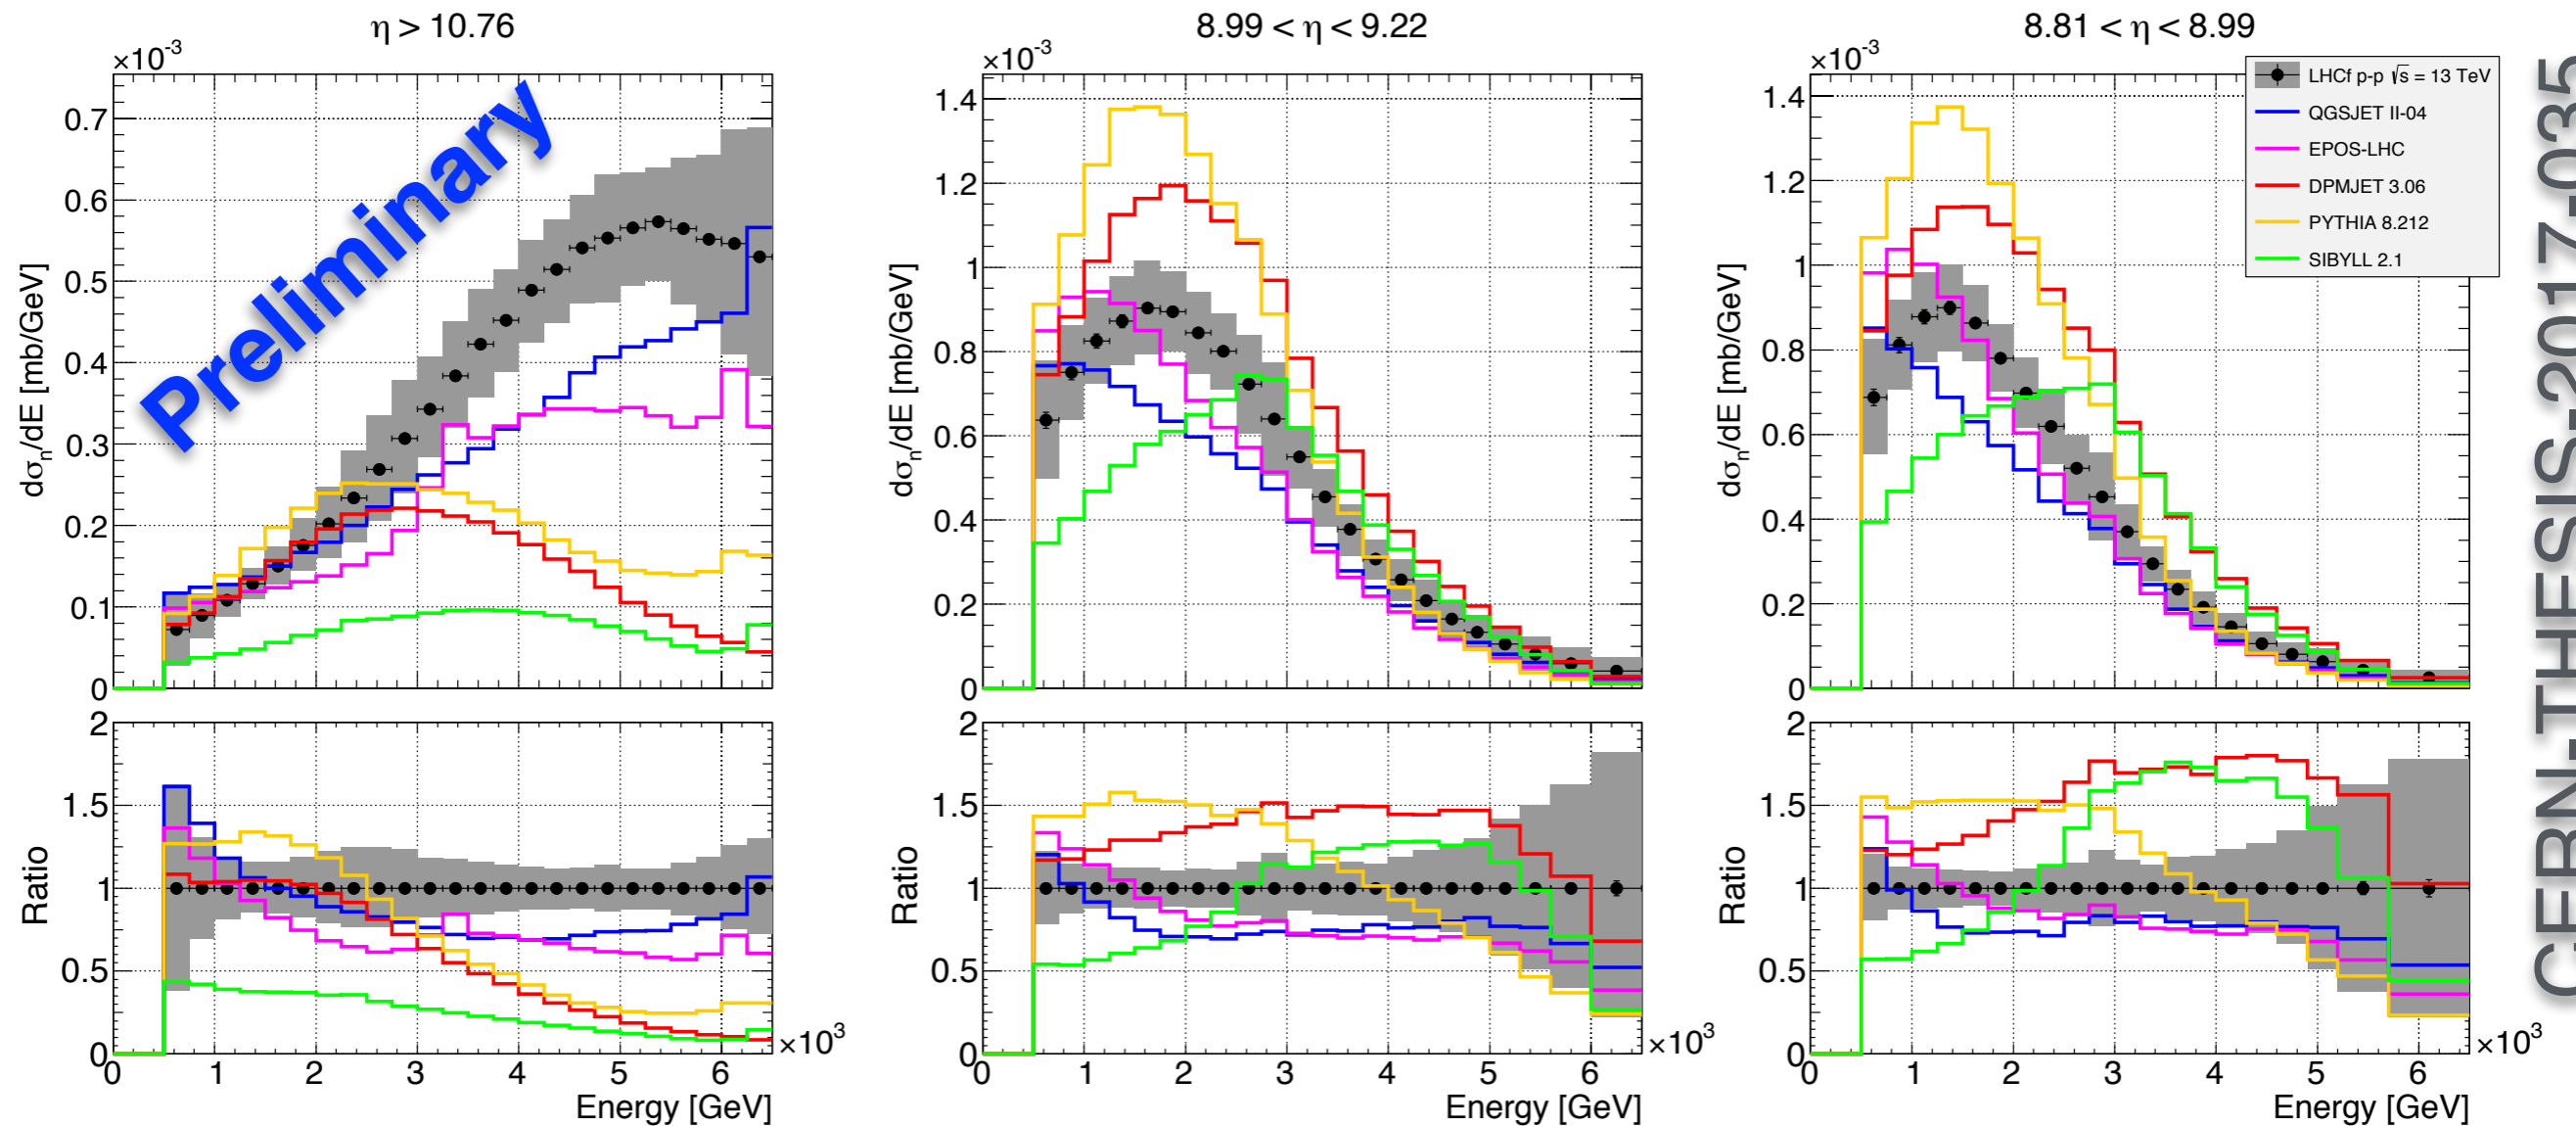 η > 10.76
8.99 < η < 9.22
8.81 < η < 8.99
×10-3
dσn/dE [mb/GeV]
0.7
0.6
0.5
0.4
0.3
0.2
0.1
0
Preliminary
×10-3
dσn/dE [mb/GeV]
1.4
1.2
1
0.8
0.6
0.4
0.2
0
×10-3
dσn/dE [mb/GeV]
1.4
1.2
1
0.8
0.6
0.4
0.2
0
LHCf p-p √s = 13 TeV
QGSJET II-04
EPOS-LHC
DPMJET 3.06
PYTHIA 8.212
SIBYLL 2.1
Ratio
2
1.5
1
0.5
0
0 1 2 3 4 5 6
×103
Energy [GeV]
Ratio
2
1.5
1
0.5
0
0 1 2 3 4 5 6
×103
Energy [GeV]
Ratio
2
1.5
1
0.5
0
0 1 2 3 4 5 6
×103
Energy [GeV]
CERN-THESIS-2017-035